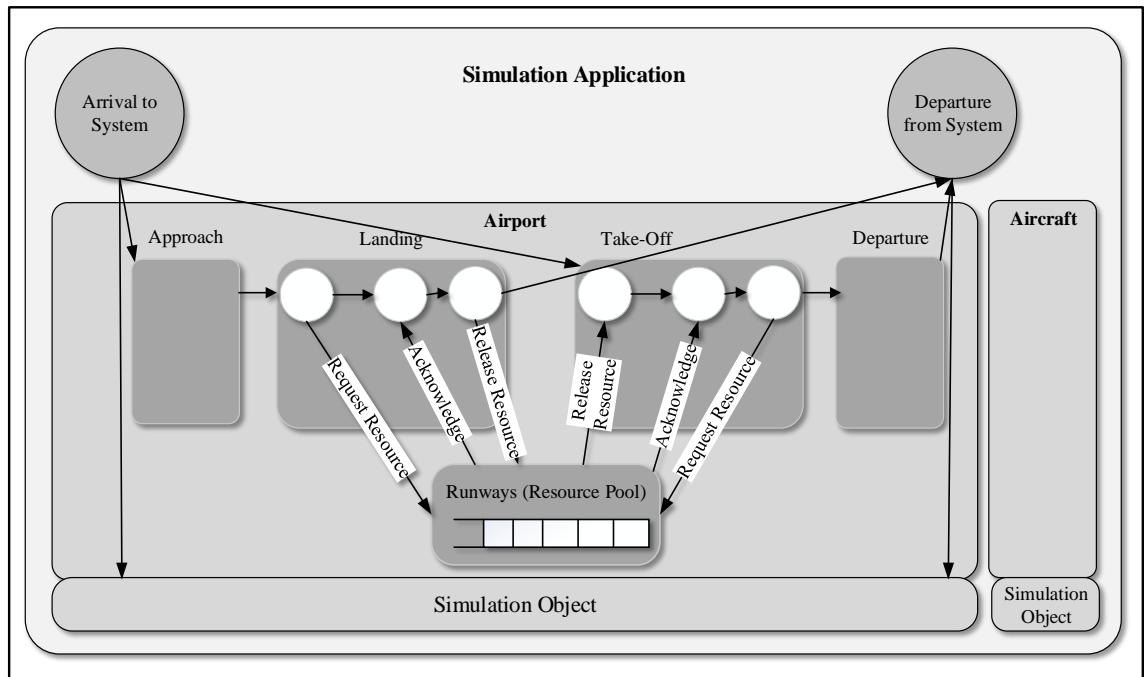 Simulation Application
Arrival to
System
Departure
from System
Airport
Aircraft
Approach
Landing
Take-Off
Departure
Request Resource
Acknowledge
Release Resource
Release
Resource
Acknowledge
Request Resource
Runways (Resource Pool)
Simulation Object
Simulation
Object